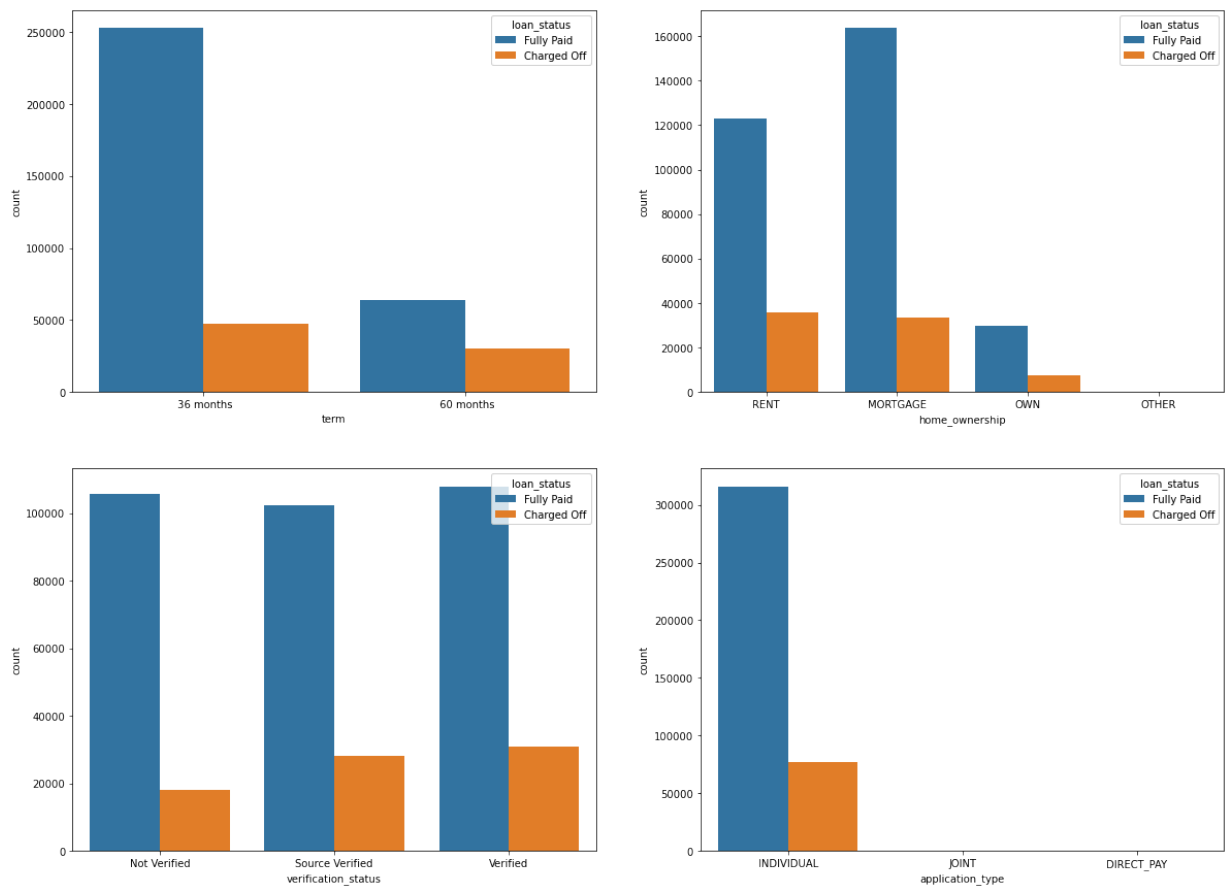 loan_status
Fully Paid
Charged Off
250000
200000
150000
100000
50000
0
count
36 months
60 months
term
loan_status
Fully Paid
Charged Off
160000
140000
120000
100000
80000
60000
40000
20000
0
count
RENT
MORTGAGE
OWN
OTHER
home_ownership
loan_status
Fully Paid
Charged Off
100000
80000
60000
40000
20000
0
count
Not Verified
Source Verified
Verified
verification_status
loan_status
Fully Paid
Charged Off
300000
250000
200000
150000
100000
50000
0
count
INDIVIDUAL
JOINT
DIRECT_PAY
application_type